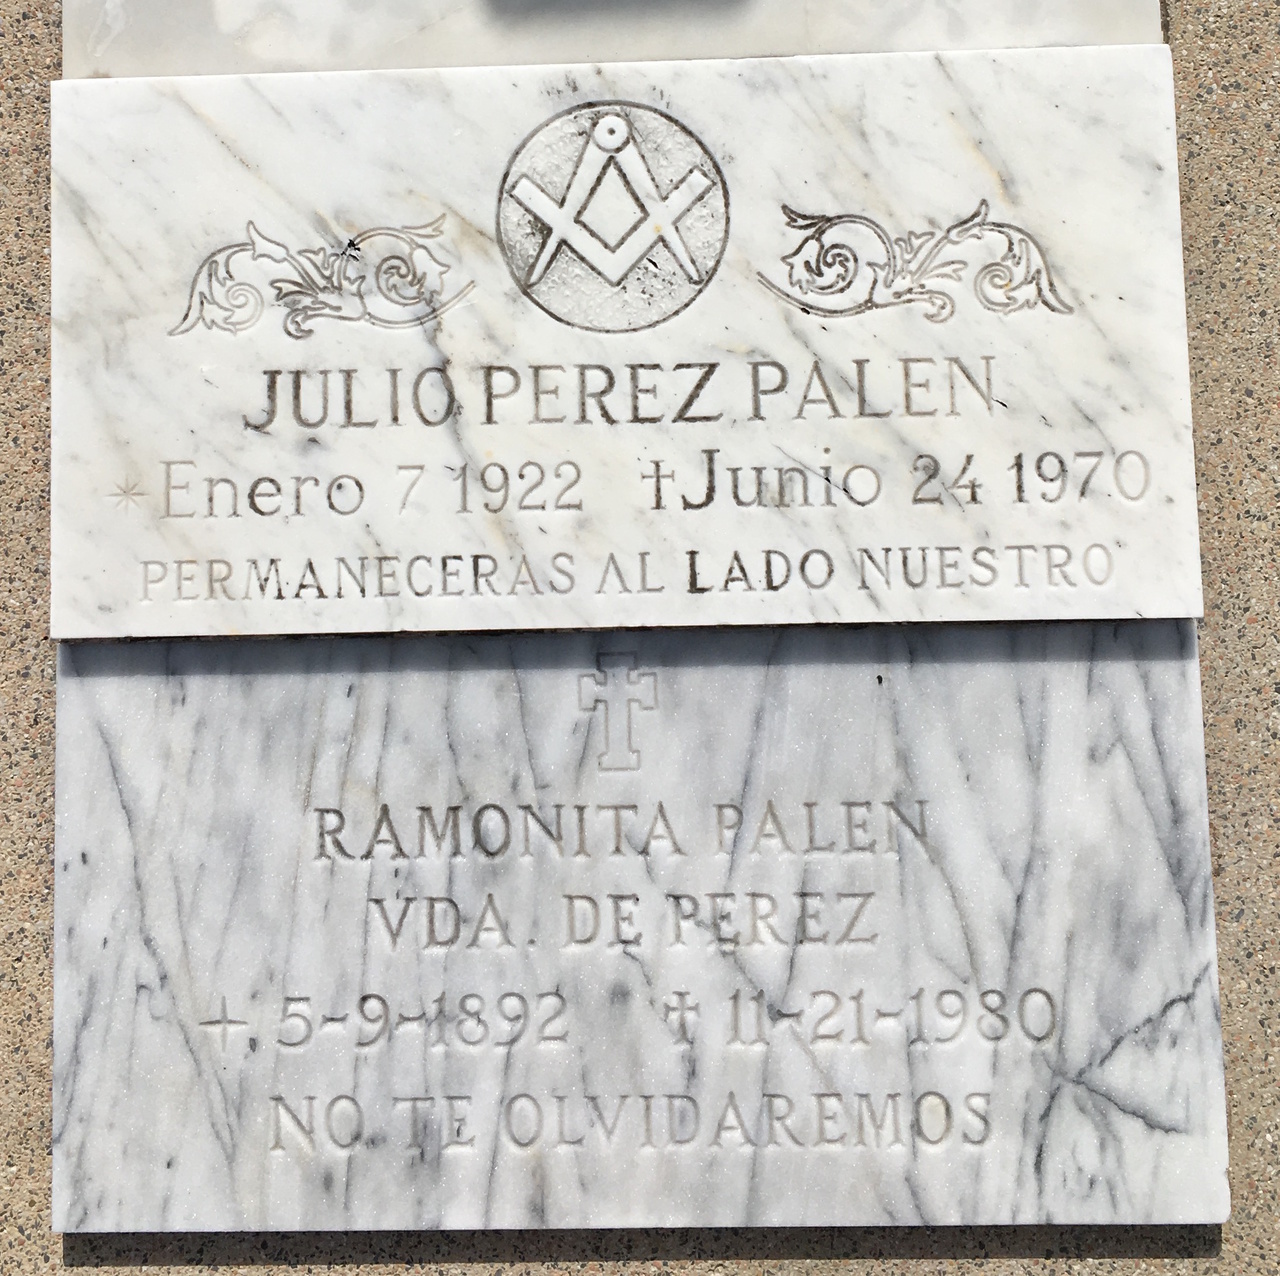 JULIO PEREZ PALEN
*Enero 7 1922 †Junio 24 1970
PERMANECERAS AL LADO NUESTRO
RAMONITA PALEN
VDA. DE PEREZ
+ 5-9-1892 † 11-21-1980
NO TE OLVIDAREMOS